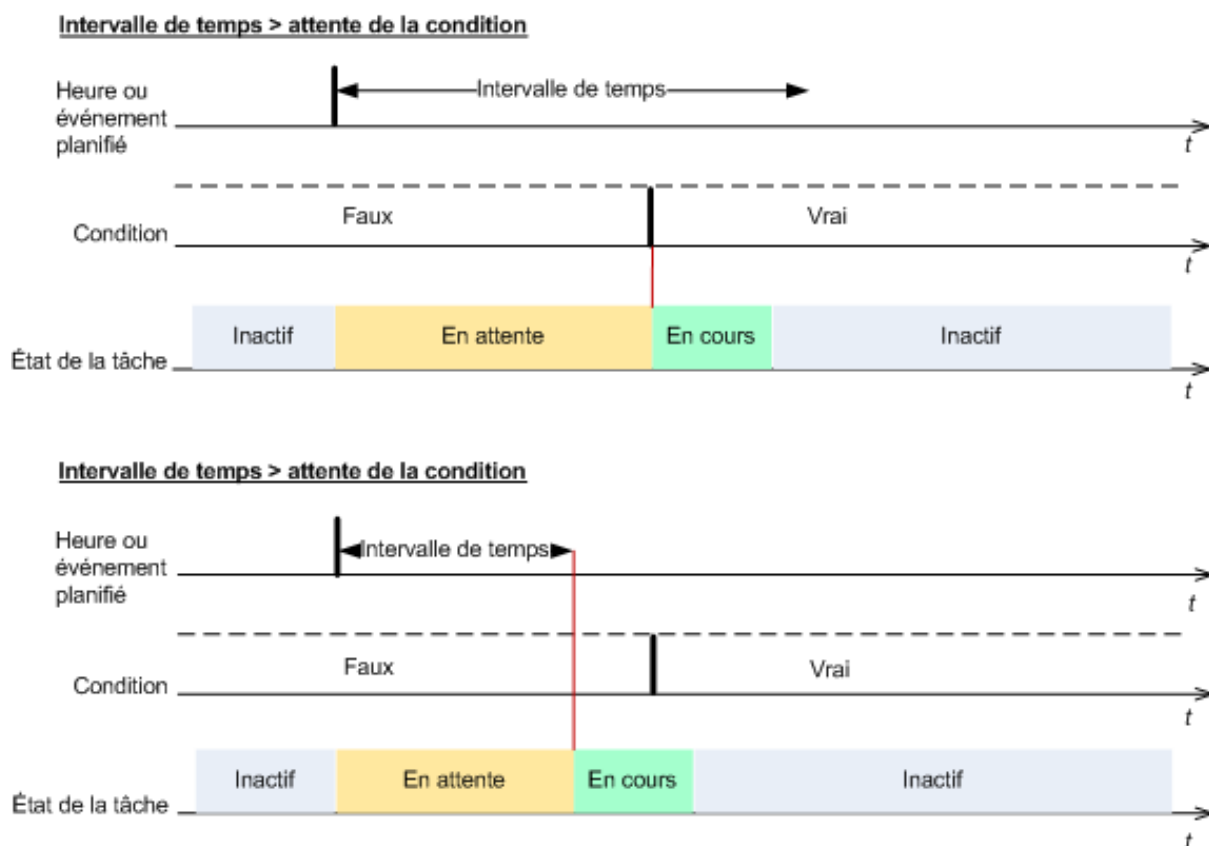 Intervalle de temps > attente de la condition
Heure ou
événement
planifié
Intervalle de temps
t
Condition
Faux
Vrai
t
État de la tâche
Inactif
En attente
En cours
Inactif
t
Intervalle de temps > attente de la condition
Heure ou
événement
planifié
Intervalle de temps
t
Condition
Faux
Vrai
t
État de la tâche
Inactif
En attente
En cours
Inactif
t